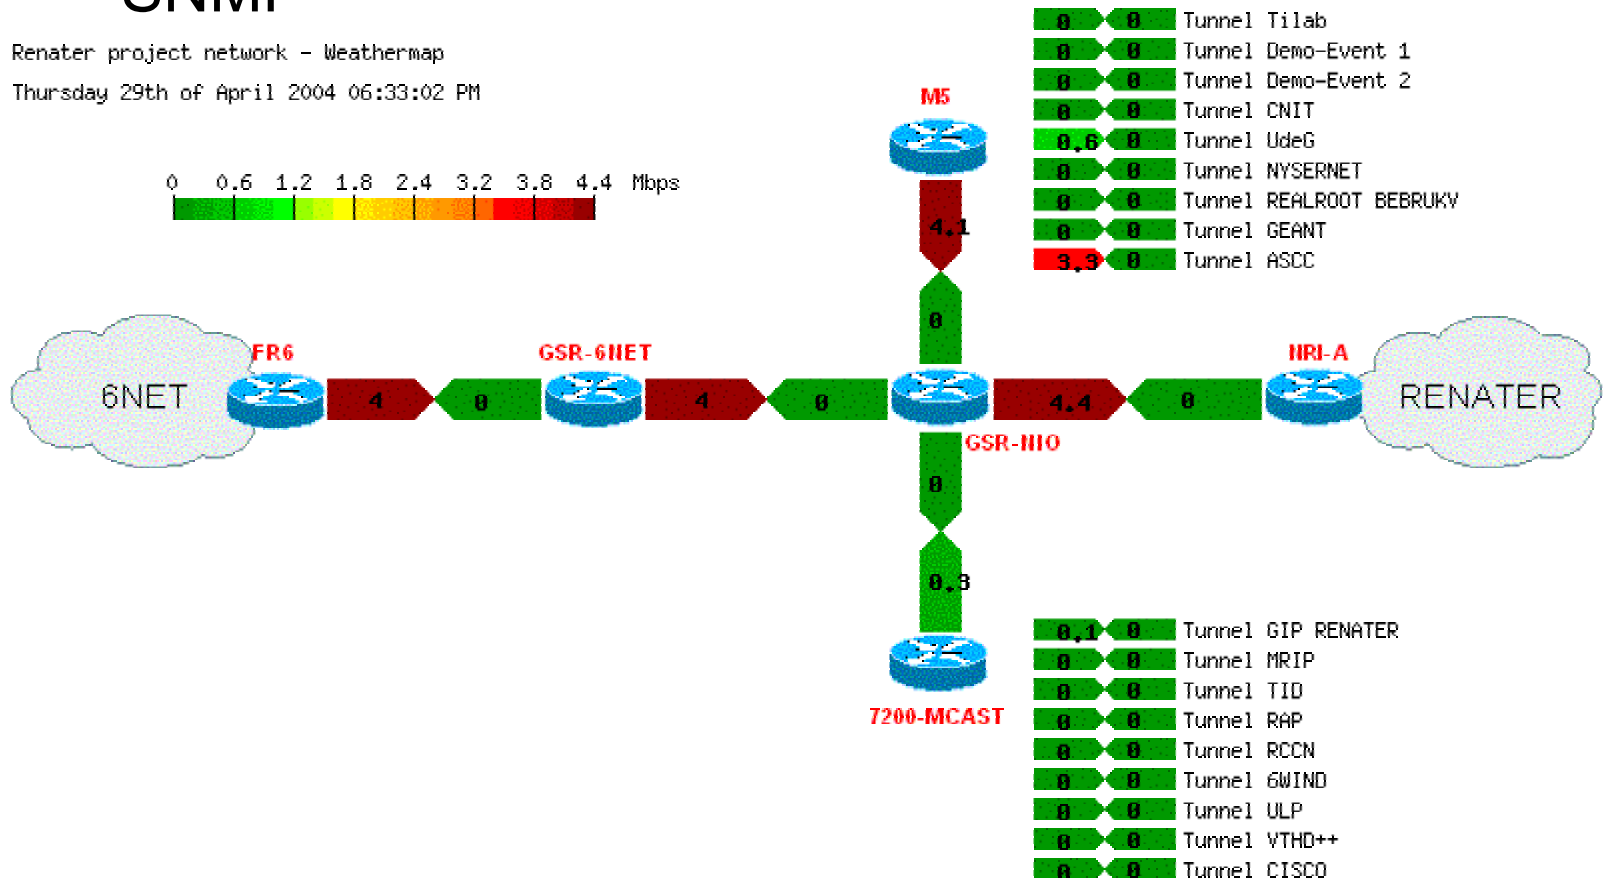 Renater project network - Weathermap
Thursday 29th of April 2004 06:33:02 PM
0 0.6 1.2 1.8 2.4 3.2 3.8 4.4 Mbps
0 0 Tunnel Tilab
0 0 Tunnel Demo-Event 1
0 0 Tunnel Demo-Event 2
0 0 Tunnel CNIT
0.6 0 Tunnel UdeG
0 0 Tunnel NYSERNET
0 0 Tunnel REALROOT BEBRUKV
0 0 Tunnel GEANT
3.3 0 Tunnel ASCC
M5
4.1
0
FR6
GSR-6NET
NRI-A
6NET
4
0
4
0
4.4
0
RENATER
GSR-NIO
0
0.3
7200-MCAST
0.1 0 Tunnel GIP RENATER
0 0 Tunnel MRIP
0 0 Tunnel TID
0 0 Tunnel RAP
0 0 Tunnel RCCN
0 0 Tunnel 6WIND
0 0 Tunnel ULP
0 0 Tunnel VTHD++
0 0 Tunnel CISCO